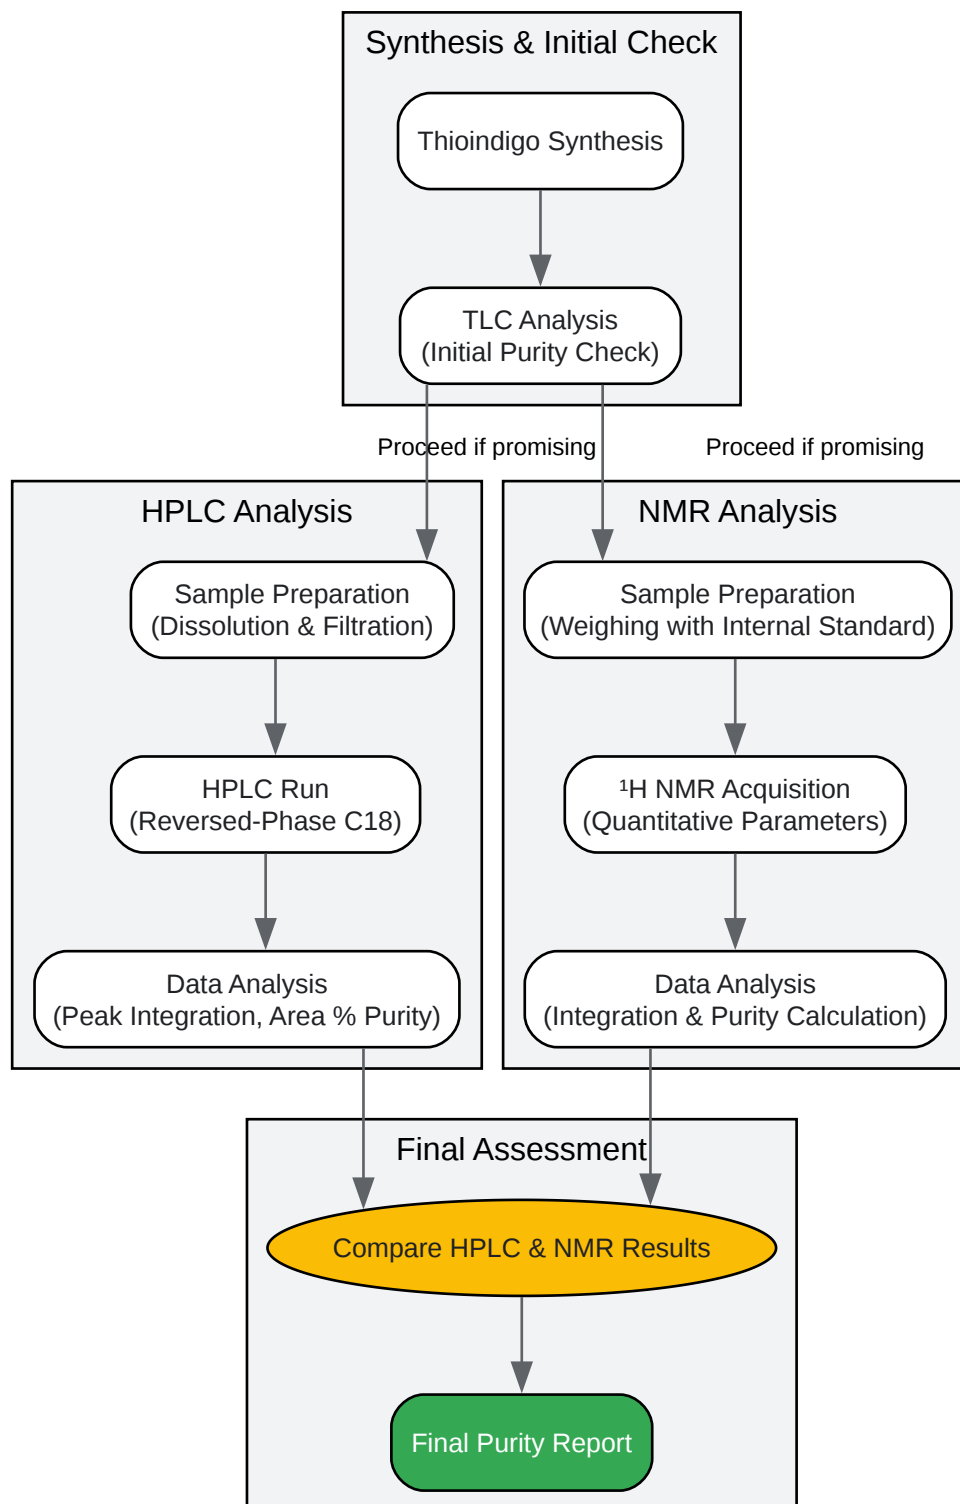 Synthesis & Initial Check
Thioindigo Synthesis
TLC Analysis
(Initial Purity Check)
Proceed if promising
Proceed if promising
HPLC Analysis
Sample Preparation
(Dissolution & Filtration)
HPLC Run
(Reversed-Phase C18)
Data Analysis
(Peak Integration, Area % Purity)
NMR Analysis
Sample Preparation
(Weighing with Internal Standard)
¹H NMR Acquisition
(Quantitative Parameters)
Data Analysis
(Integration & Purity Calculation)
Final Assessment
Compare HPLC & NMR Results
Final Purity Report